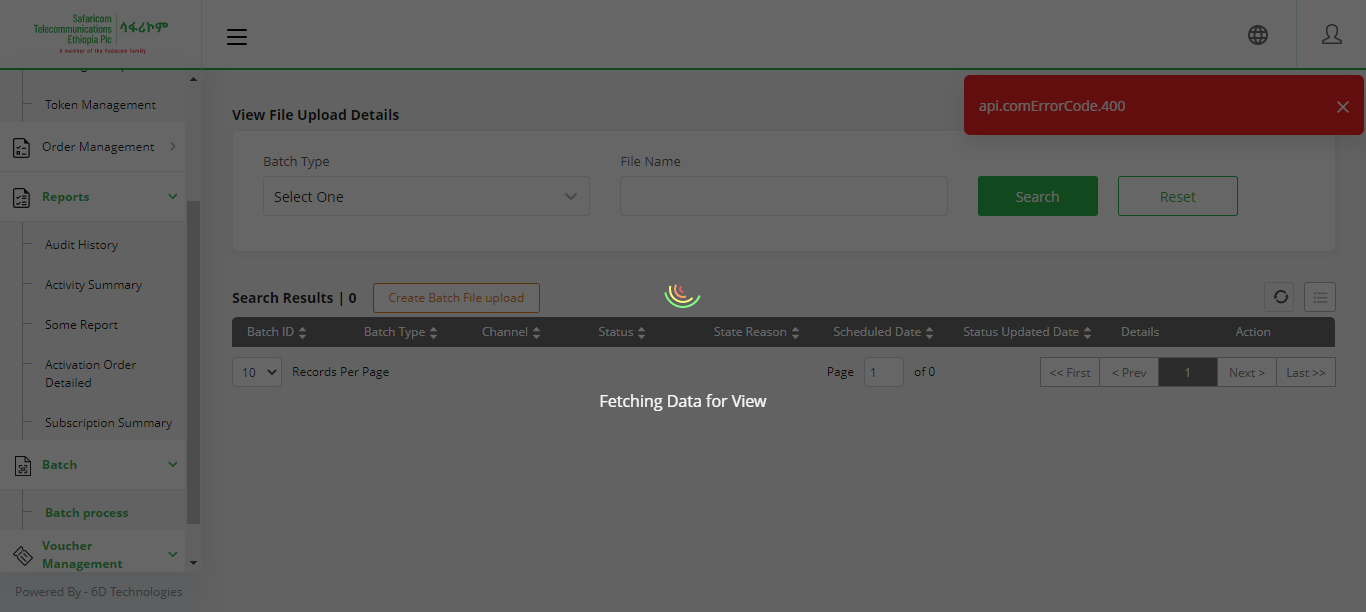 Safaricom
Telecommunications
Ethiopia Plc
ሳፋሪኮም
A member of the Vodacom family
api.comErrorCode.400
Token Management
Order Management
Reports
Audit History
Activity Summary
Some Report
Activation Order
Detailed
Subscription Summary
Batch
Batch process
Voucher
Management
Powered By - 6D Technologies
View File Upload Details
Batch Type
File Name
Select One
Search
Reset
Search Results | 0
Create Batch File upload
Batch ID Batch Type Channel Status State Reason Scheduled Date Status Updated Date Details Action
10 Records Per Page Page 1 of 0 << First < Prev 1 Next > Last >>
Fetching Data for View